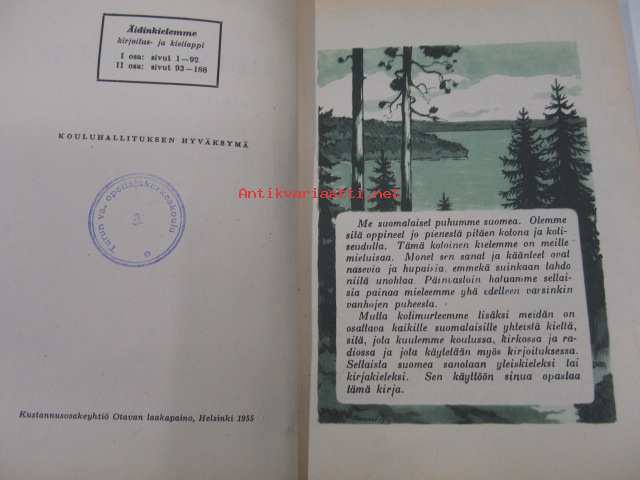 Äidinkielemme
kirjoitus- ja kielioppi
I osa: sivut 1—92
II osa: sivut 93—188
KOULUHALLITUKSEN HYVÄKSYMÄ
Turun va. opettajakorkeakoulu
Kustannusosakeyhtiö Otavan laakapaino, Helsinki 1955
Antikvariaatti.net
Me suomalaiset puhumme suomea. Olemme
sitä oppineet jo pienestä pitäen kotona ja koti-
seudulla. Tämä kotoinen kielemme on meille
mieluisaa. Monet sen sanat ja käänteet ovat
nasevia ja hupaisia, emmekä suinkaan tahdo
niitä unohtaa. Päinvastoin haluamme sellai-
sia painaa mieleemme yhä edelleen varsinkin
vanhojen puheesta.
Mutta kotimurteemme lisäksi meidän on
osattava kaikille suomalaisille yhteistä kieltä,
sitä, jota kuulemme koulussa, kirkossa ja ra-
diossa ja jota käytetään myös kirjoituksessa.
Sellaista suomea sanotaan yleiskieleksi tai
kirjakieleksi. Sen käyttöön sinua opastaa
tämä kirja.